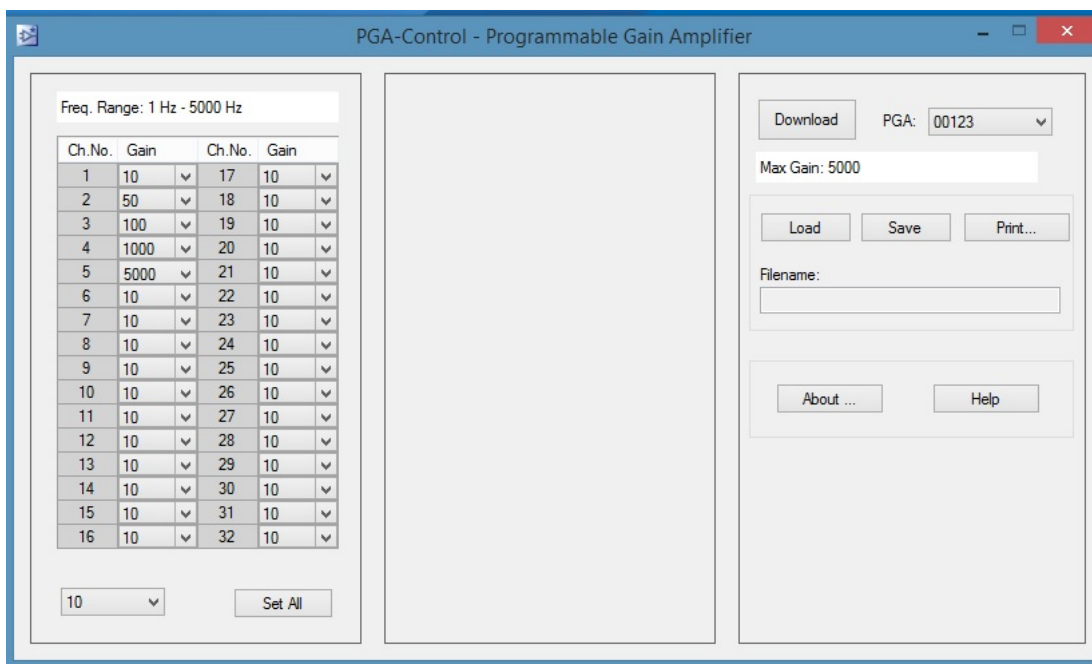 PGA-Control - Programmable Gain Amplifier
Freq. Range: 1 Hz - 5000 Hz
Ch.No. Gain Ch.No. Gain
1 10 17 10
2 50 18 10
3 100 19 10
4 1000 20 10
5 5000 21 10
6 10 22 10
7 10 23 10
8 10 24 10
9 10 25 10
10 10 26 10
11 10 27 10
12 10 28 10
13 10 29 10
14 10 30 10
15 10 31 10
16 10 32 10
10 Set All
Download PGA: 00123
Max Gain: 5000
Load Save Print...
Filename:
About ... Help